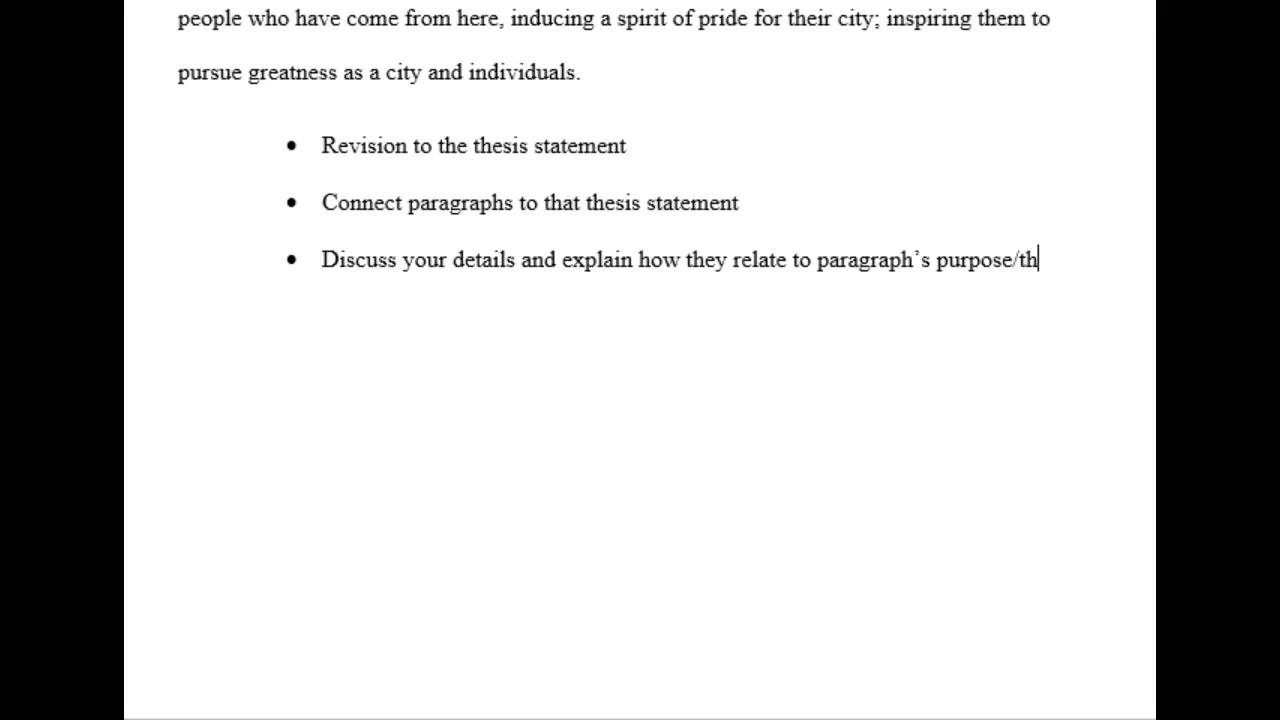 people who have come from here, inducing a spirit of pride for their city; inspiring them to
pursue greatness as a city and individuals.
• Revision to the thesis statement
• Connect paragraphs to that thesis statement
• Discuss your details and explain how they relate to paragraph’s purpose/th